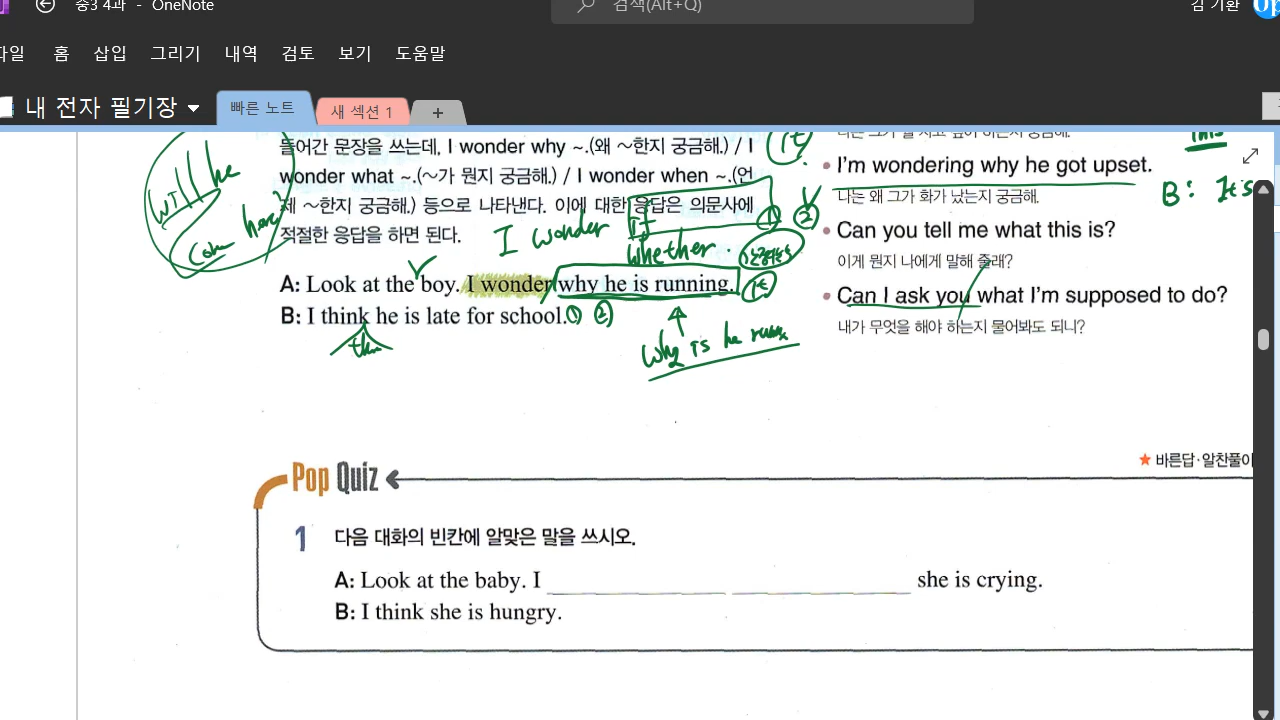 중3 4과 - OneNote
검색(Alt+Q)
김 기환
파일 홈 삽입 그리기 내역 검토 보기 도움말
내 전자 필기장
빠른 노트
새 섹션 1
+
들어간 문장을 쓰는데, I wonder why ~.(왜 ~한지 궁금해.) / I
wonder what ~.(~가 뭔지 궁금해.) / I wonder when ~.(언
제 ~한지 궁금해.) 등으로 나타낸다. 이에 대한 응답은 의문사에
적절한 응답을 하면 된다.
will he
come here?
I wonder if
whether.
① ②
A: Look at the boy. I wonder why he is running.
B: I think he is late for school.
① ②
why is he
I'm wondering why he got upset.
나는 왜 그가 화가 났는지 궁금해.
Can you tell me what this is?
이게 뭔지 나에게 말해 줄래?
Can I ask you what I'm supposed to do?
내가 무엇을 해야 하는지 물어봐도 되니?
this
B: It's
Pop Quiz
★ 바른답·알찬풀이
1 다음 대화의 빈칸에 알맞은 말을 쓰시오.
A: Look at the baby. I ______ ______ she is crying.
B: I think she is hungry.